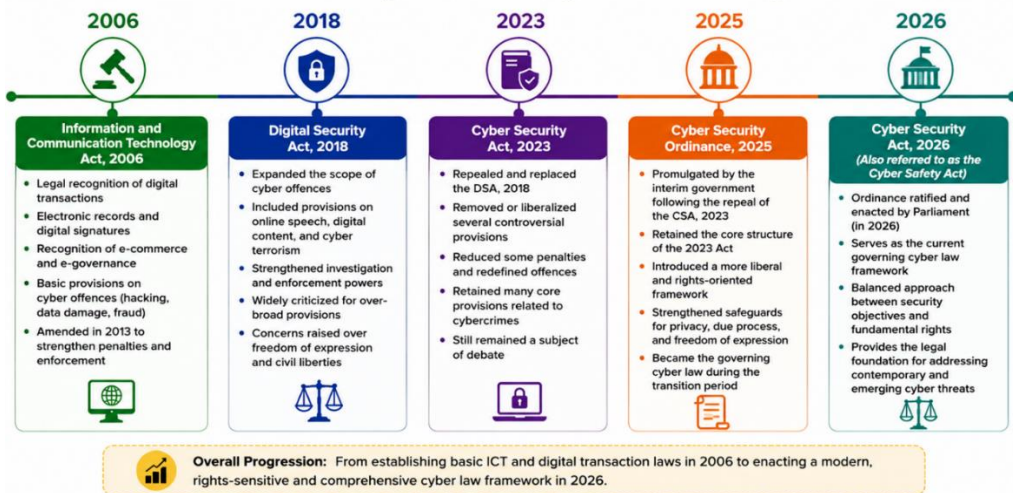 2006
2018
2023
2025
2026
Information and
Communication Technology
Act, 2006
• Legal recognition of digital
transactions
• Electronic records and
digital signatures
• Recognition of e-commerce
and e-governance
• Basic provisions on
cyber offences (hacking,
data damage, fraud)
• Amended in 2013 to
strengthen penalties and
enforcement
Digital Security
Act, 2018
• Expanded the scope of
cyber offences
• Included provisions on
online speech, digital
content, and cyber
terrorism
• Strengthened investigation
and enforcement powers
• Widely criticized for over-
broad provisions
• Concerns raised over
freedom of expression
and civil liberties
Cyber Security
Act, 2023
• Repealed and replaced
the DSA, 2018
• Removed or liberalized
several controversial
provisions
• Reduced some penalties
and redefined offences
• Retained many core
provisions related to
cybercrimes
• Still remained a subject
of debate
Cyber Security
Ordinance, 2025
• Promulgated by the
interim government
following the repeal of
the CSA, 2023
• Retained the core
structure of the 2023 Act
• Introduced a more liberal
and rights-oriented
framework
• Strengthened safeguards
for privacy, due process,
and freedom of expression
• Became the governing
cyber law during the
transition period
Cyber Security
Act, 2026
(Also referred to as the
Cyber Safety Act)
• Ordinance ratified and
enacted by Parliament
(in 2026)
• Serves as the current
governing cyber law
framework
• Balanced approach
between security
objectives and
fundamental rights
• Provides the legal
foundation for addressing
contemporary and
emerging cyber threats
Overall Progression: From establishing basic ICT and digital transaction laws in 2006 to enacting a modern,
rights-sensitive and comprehensive cyber law framework in 2026.